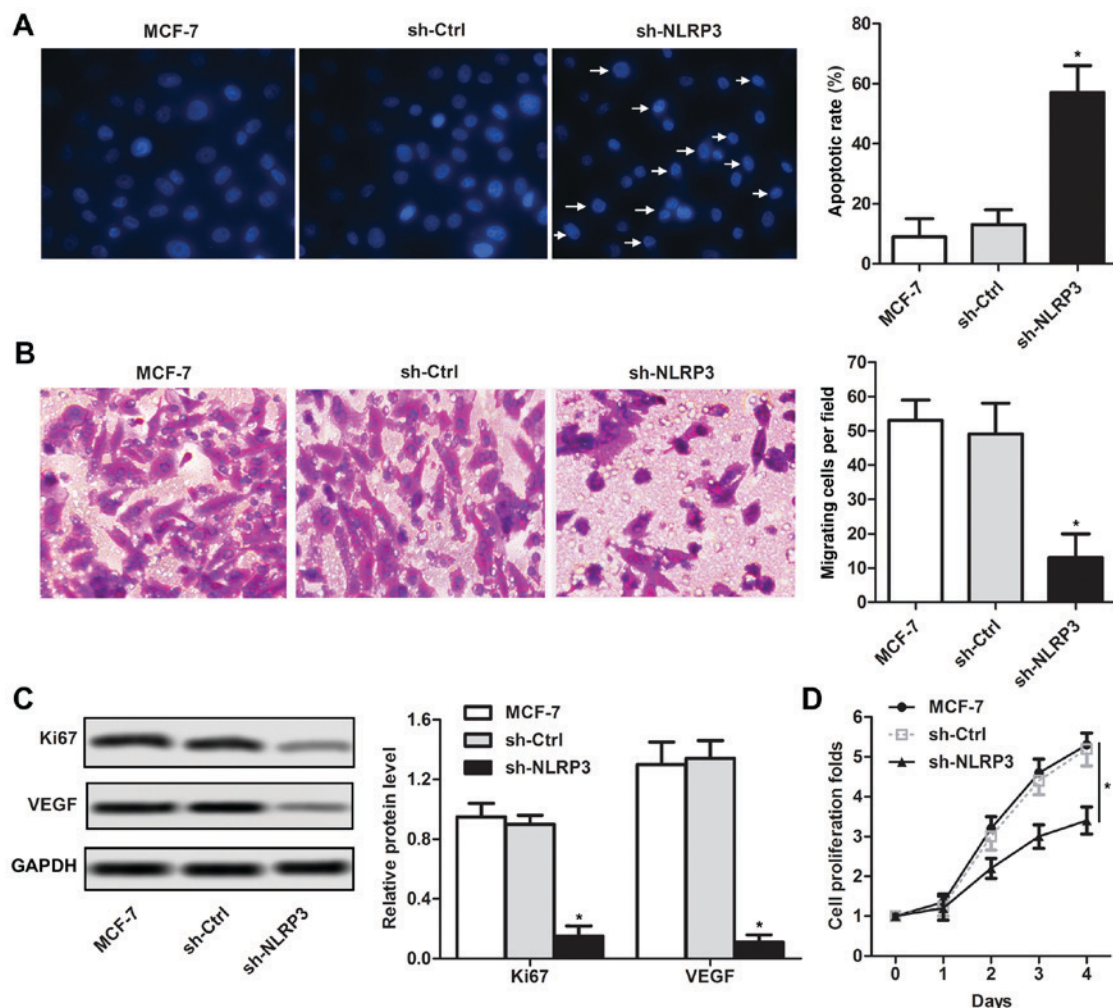 A
MCF-7
sh-Ctrl
sh-NLRP3
Apoptotic rate (%)
80
60
40
20
0
MCF-7
sh-Ctrl
sh-NLRP3
*
B
MCF-7
sh-Ctrl
sh-NLRP3
Migrating cells per field
70
60
50
40
30
20
10
0
MCF-7
sh-Ctrl
sh-NLRP3
*
C
Ki67
VEGF
GAPDH
MCF-7
sh-Ctrl
sh-NLRP3
Relative protein level
1.6
1.2
0.8
0.4
0.0
MCF-7
sh-Ctrl
sh-NLRP3
*
*
Ki67
VEGF
D
MCF-7
sh-Ctrl
sh-NLRP3
Cell proliferation folds
6
5
4
3
2
1
0
*
0 1 2 3 4
Days